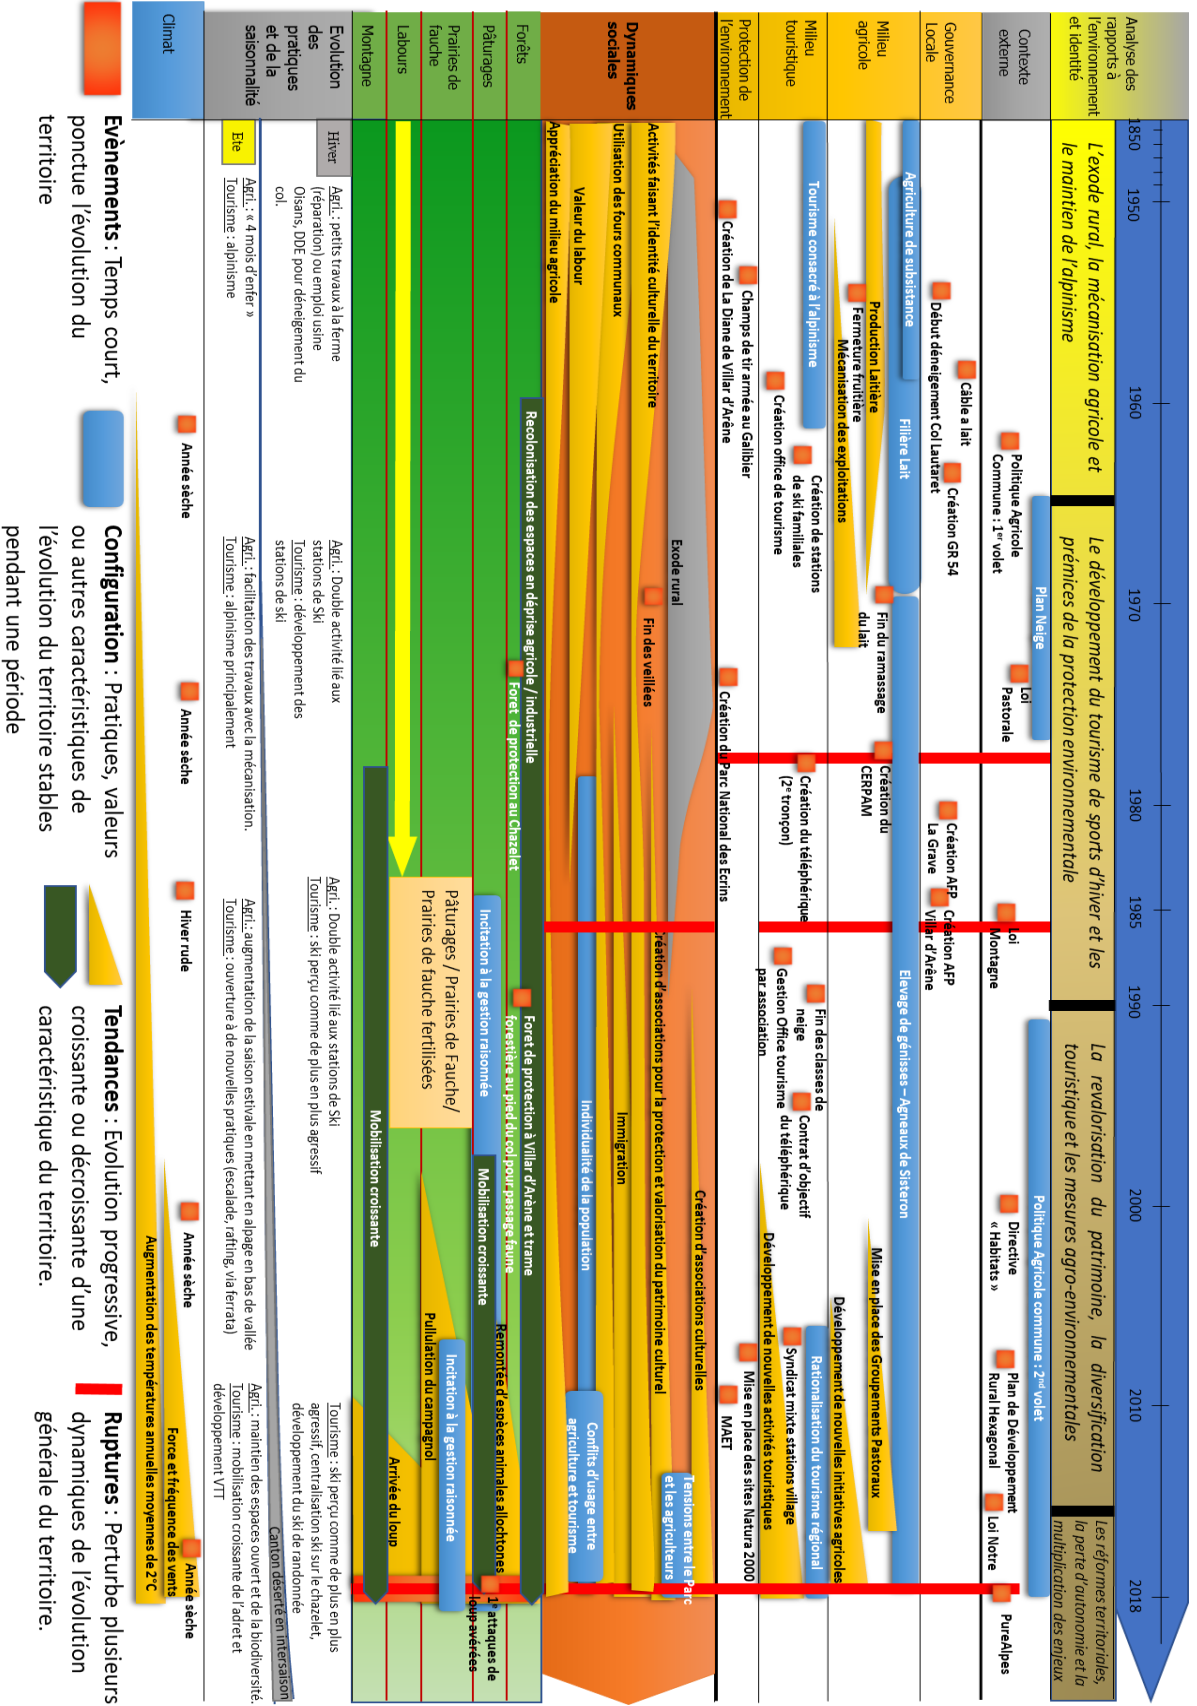 1850
1950
1960
1970
1980
1985
1990
2000
2010
2018
Analyse des
rapports à
l'environnement
et identité
L'exode rural, la mécanisation agricole et
le maintien de l'alpinisme
Le développement du tourisme de sports d'hiver et les
prémices de la protection environnementale
La revalorisation du patrimoine, la diversification
touristique et les mesures agro-environnementales
Les réformes territoriales,
la perte d'autonomie et la
multiplication des enjeux
Contexte
externe
Plan Neige
Politique Agricole commune : 2nd volet
Politique Agricole
Commune : 1er volet
Loi
Pastorale
Loi
Montagne
Directive
« Habitats »
Plan de Développement
Rural Hexagonal
Loi Notre
PureAlpes
Gouvernance
Locale
Câble a lait
Début déneigement Col Lautaret
Création GR 54
Création AFP
La Grave
Création AFP
Villar d'Arêne
Milieu
agricole
Agriculture de subsistance
Filière Lait
Elevage de génisses – Agneaux de Sisteron
Production Laitière
Fermeture fruitière
Mécanisation des exploitations
Fin du ramassage
du lait
Création du
CERPAM
Mise en place des Groupements Pastoraux
Développement de nouvelles initiatives agricoles
Milieu
touristique
Tourisme consacré à l'alpinisme
Création de stations
de ski familiales
Création office de tourisme
Création du téléphérique
(2e tronçon)
Fin des classes de
neige
Gestion Office tourisme
par association
Contrat d'objectif
du téléphérique
Rationalisation du tourisme régional
Syndicat mixte stations village
Développement de nouvelles activités touristiques
Protection de
l'environnement
Champs de tir armée au Galibier
Création de La Diane de Villar d'Arêne
Création du Parc National des Ecrins
Mise en place des sites Natura 2000
MAET
Dynamiques
sociales
Exode rural
Activités faisant l'identité culturelle du territoire
Fin des veillées
Utilisation des fours communaux
Valeur du labour
Appréciation du milieu agricole
Création d'associations culturelles
Création d'associations pour la protection et valorisation du patrimoine culturel
Immigration
Individualité de la population
Tensions entre le Parc
et les agriculteurs
Conflits d'usage entre
agriculture et tourisme
Forêts
Recolonisation des espaces en déprise agricole / industrielle
Foret de protection au Chazelet
Foret de protection à Villar d'Arène et trame
forestière au pied du col pour passage faune
Remontée d'espèces animales allochtones
Pâturages
Incitation à la gestion raisonnée
Mobilisation croissante
1e attaques de
loup avérées
Prairies de
fauche
Pâturages / Prairies de Fauche/
Prairies de fauche fertilisées
Incitation à la gestion raisonnée
Pullulation du campagnol
Labours
Arrivée du loup
Montagne
Mobilisation croissante
Evolution
des
pratiques
et de la
saisonnalité
Hiver
Agri. : petits travaux à la ferme
(réparation) ou emploi usine
Oisans, DDE pour déneigement du
col.
Agri. : Double activité lié aux
stations de Ski
Tourisme : développement des
stations de ski
Agri. : Double activité lié aux stations de Ski
Tourisme : ski perçu comme de plus en plus agressif
Tourisme : ski perçu comme de plus en plus
agressif, centralisation ski sur le chazelet,
développement du ski de randonnée
Canton déserté en intersaison
Ete
Agri. : « 4 mois d'enfer »
Tourisme : alpinisme
Agri. : facilitation des travaux avec la mécanisation.
Tourisme : alpinisme principalement
Agri.: augmentation de la saison estivale en mettant en alpage en bas de vallée
Tourisme : ouverture à de nouvelles pratiques (escalade, rafting, via ferrata)
Agri. : maintien des espaces ouvert et de la biodiversité.
Tourisme : mobilisation croissante de l'adret et
développement VTT
Climat
Année sèche
Année sèche
Hiver rude
Année sèche
Année sèche
Force et fréquence des vents
Augmentation des températures annuelles moyennes de 2°C
Evènements : Temps court,
ponctue l'évolution du
territoire
Configuration : Pratiques, valeurs
ou autres caractéristiques de
l'évolution du territoire stables
pendant une période
Tendances : Evolution progressive,
croissante ou décroissante d'une
caractéristique du territoire.
Ruptures : Perturbe plusieurs
dynamiques de l'évolution
générale du territoire.